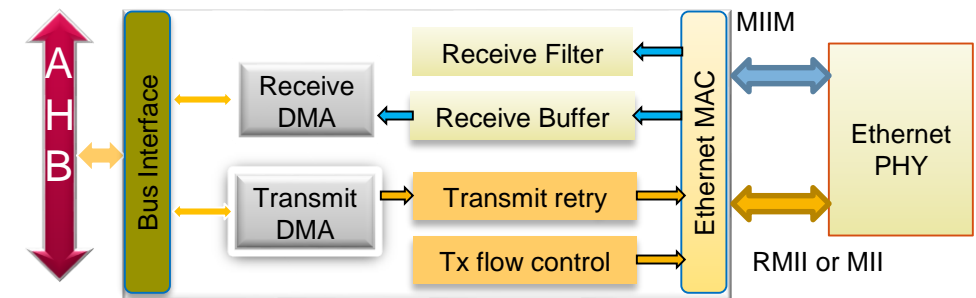 AHB
Bus Interface
Receive
DMA
Transmit
DMA
Receive Filter
Receive Buffer
Transmit retry
Tx flow control
Ethernet MAC
MIIM
RMII or MII
Ethernet
PHY